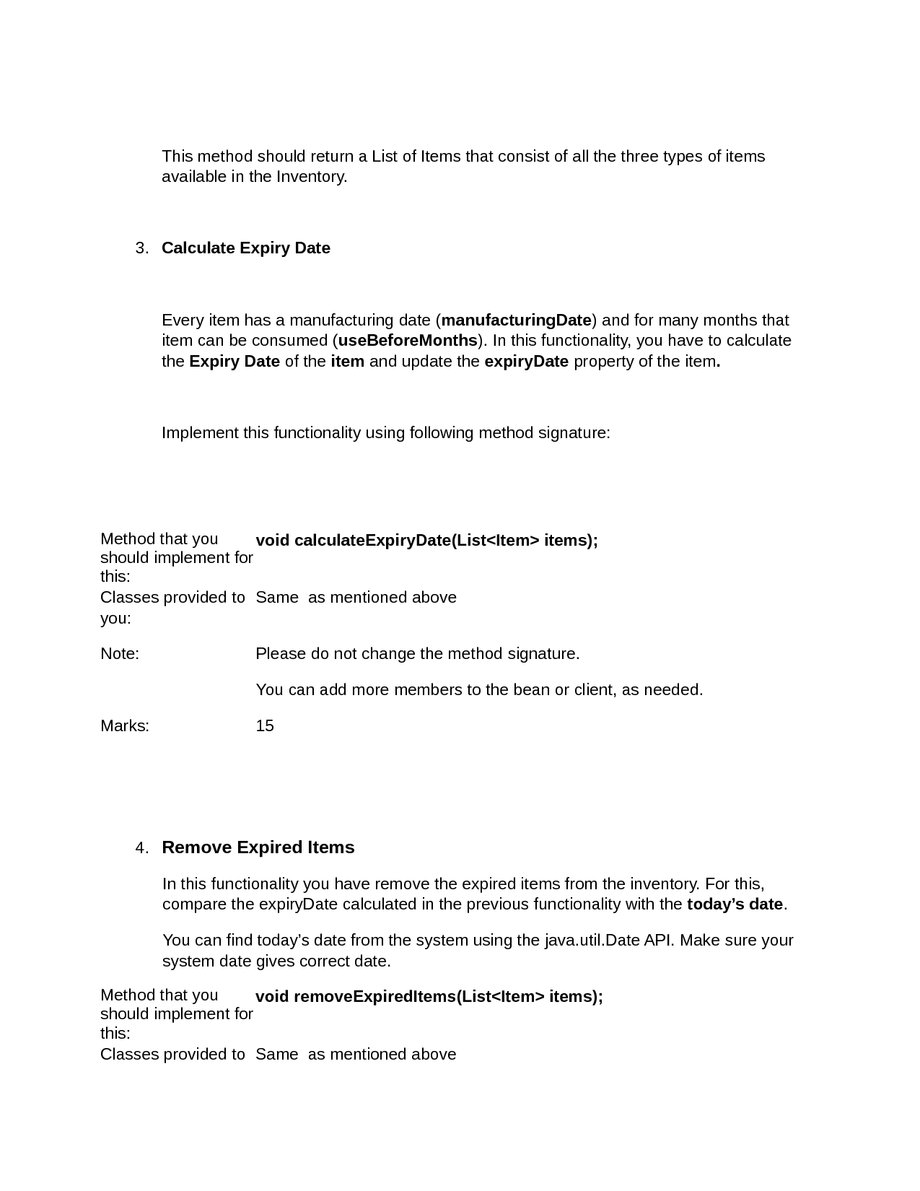 This method should return a List of Items that consist of all the three types of items
available in the Inventory.
3. Calculate Expiry Date
Every item has a manufacturing date (manufacturingDate) and for many months that
item can be consumed (useBeforeMonths). In this functionality, you have to calculate
the Expiry Date of the item and update the expiryDate property of the item.
Implement this functionality using following method signature:
Method that you
should implement for
this:
void calculateExpiryDate(List<Item> items);
Classes provided to
you:
Same  as mentioned above
Note:
Please do not change the method signature.
You can add more members to the bean or client, as needed.
Marks:
15
4. Remove Expired Items
In this functionality you have remove the expired items from the inventory. For this,
compare the expiryDate calculated in the previous functionality with the today’s date.
You can find today’s date from the system using the java.util.Date API. Make sure your
system date gives correct date.
Method that you
should implement for
this:
void removeExpiredItems(List<Item> items);
Classes provided to
Same  as mentioned above